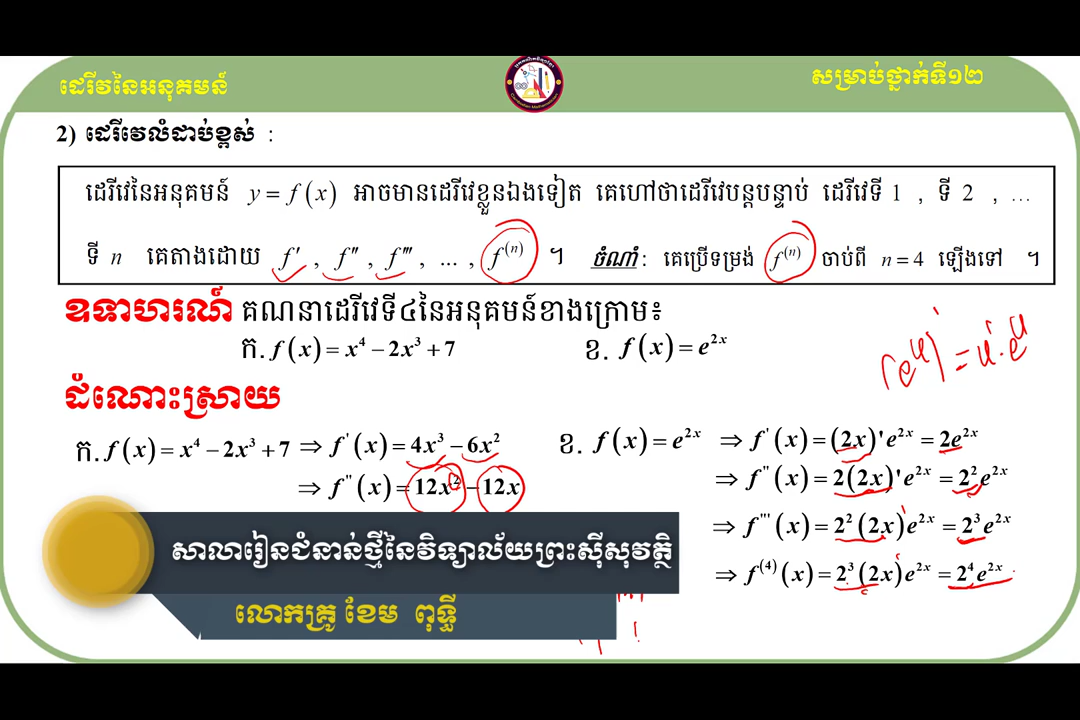 ដេរីវនៃអនុគមន៍
សម្រាប់ថ្នាក់ទី១២
2) ដេរីវេលំដាប់ខ្ពស់ :
ដេរីវេនៃអនុគមន៍ y = f(x) អាចមានដេរីវេខ្លួនឯងទៀត គេហៅថាដេរីវេបន្តបន្ទាប់ ដេរីវេទី 1 , ទី 2 , …
ទី n គេតាងដោយ f' , f'' , f''' , … , f⁽ⁿ⁾ ។ ចំណាំ : គេប្រើទម្រង់ f⁽ⁿ⁾ ចាប់ពី n = 4 ឡើងទៅ ។
ឧទាហរណ៍ គណនាដេរីវេទី៤នៃអនុគមន៍ខាងក្រោម៖
ក. f(x) = x⁴ − 2x³ + 7
ខ. f(x) = e²ˣ
(eᵘ)' = u'·eᵘ
ដំណោះស្រាយ
ក. f(x) = x⁴ − 2x³ + 7 ⇒ f'(x) = 4x³ − 6x²
⇒ f''(x) = 12x² − 12x
ខ. f(x) = e²ˣ ⇒ f'(x) = (2x)'e²ˣ = 2e²ˣ
⇒ f''(x) = 2(2x)'e²ˣ = 2²e²ˣ
⇒ f'''(x) = 2²(2x)'e²ˣ = 2³e²ˣ
⇒ f⁽⁴⁾(x) = 2³(2x)'e²ˣ = 2⁴e²ˣ
សាលារៀនជំនាន់ថ្មីនៃវិទ្យាល័យព្រះស៊ីសុវត្ថិ
លោកគ្រូ ខែម ពុទ្ធី